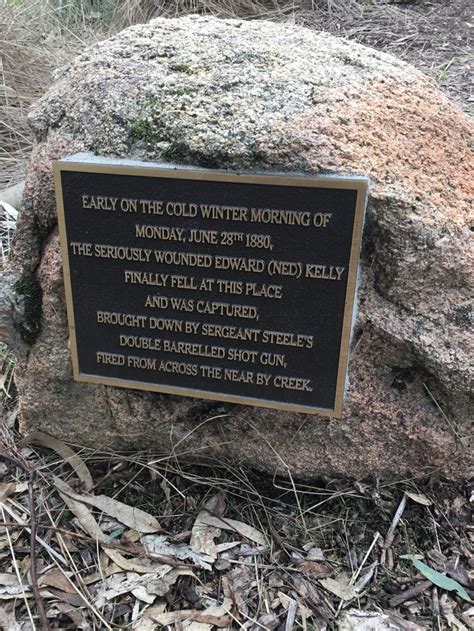 EARLY ON THE COLD WINTER MORNING OF
MONDAY, JUNE 28TH 1880,
THE SERIOUSLY WOUNDED EDWARD (NED) KELLY
FINALLY FELL AT THIS PLACE
AND WAS CAPTURED,
BROUGHT DOWN BY SERGEANT STEELE'S
DOUBLE BARRELLED SHOT GUN,
FIRED FROM ACROSS THE NEAR BY CREEK.